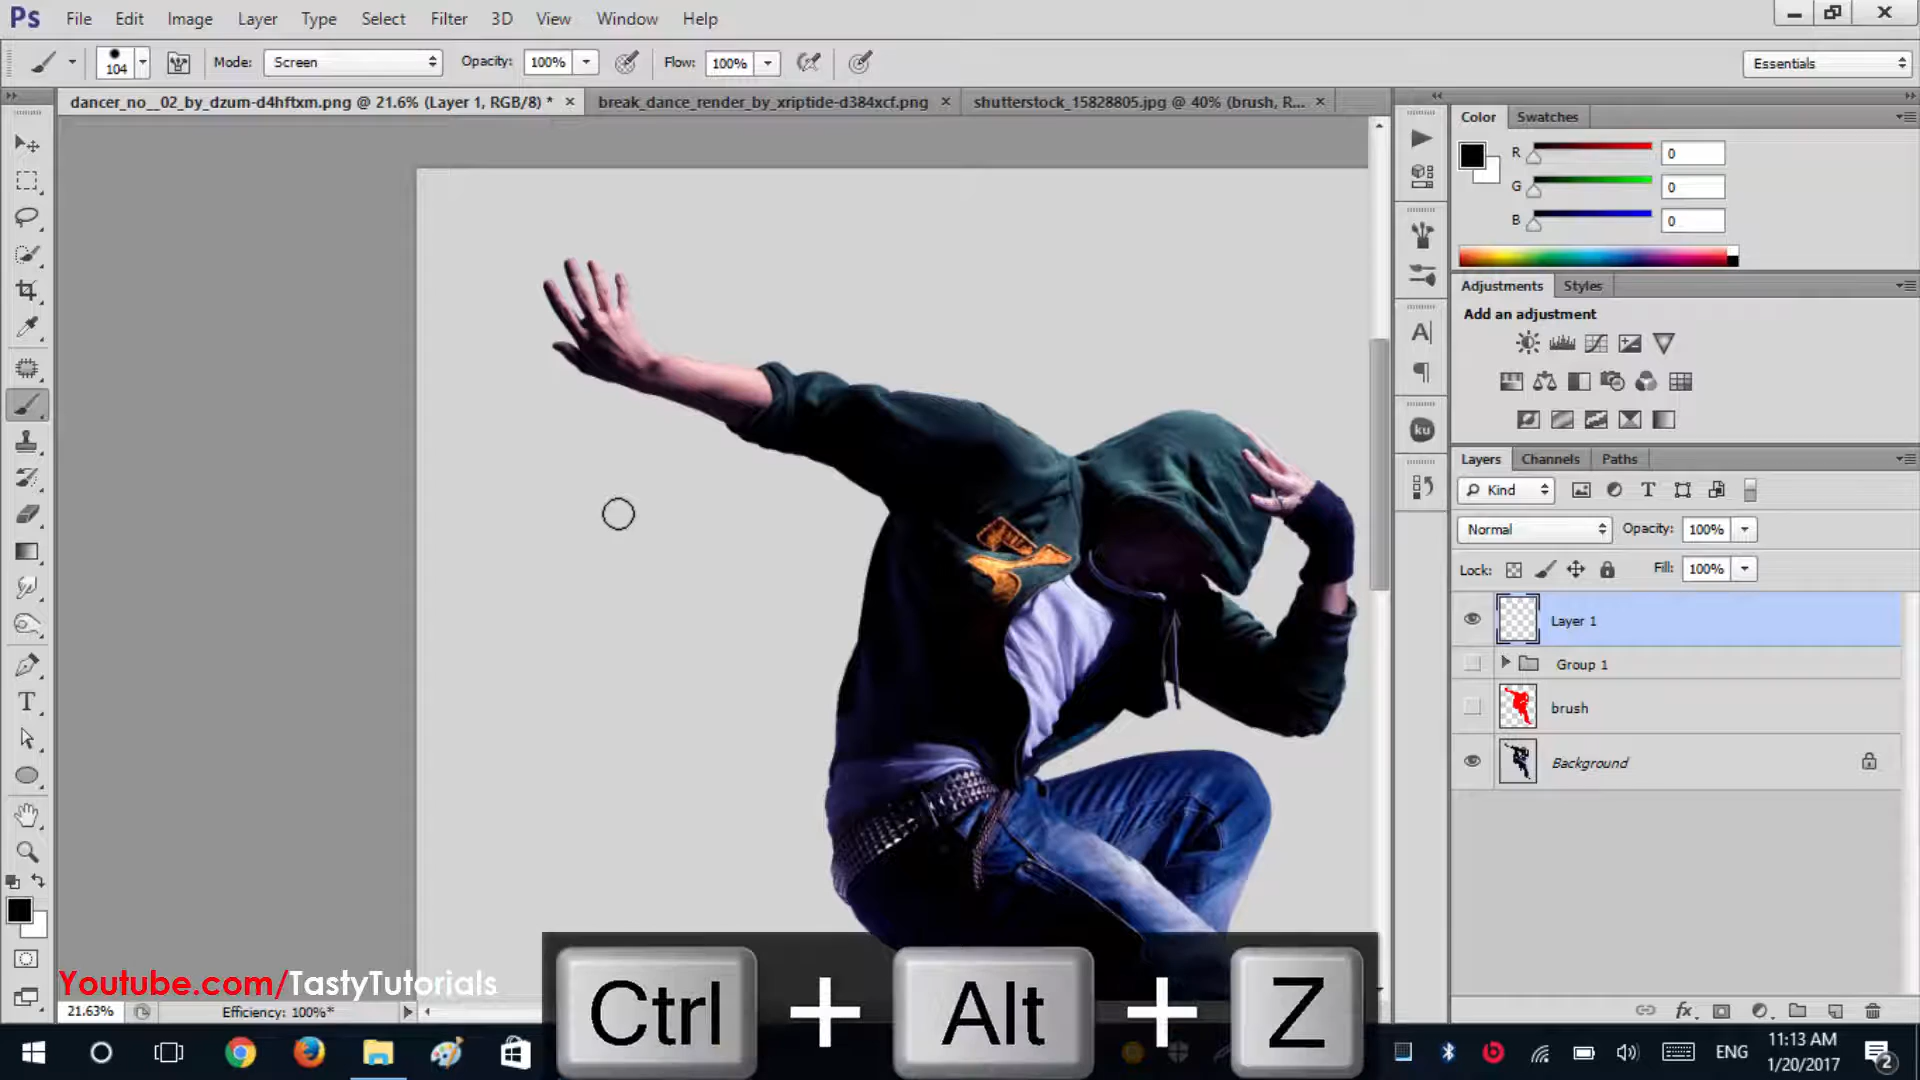 Ps File Edit Image Layer Type Select Filter 3D View Window Help
104 Mode: Screen Opacity: 100% Flow: 100% Essentials
dancer_no__02_by_dzum-d4hftxm.png @ 21.6% (Layer 1, RGB/8) * × break_dance_render_by_xriptide-d384xcf.png × shutterstock_15828805.jpg @ 40% (brush, R... ×
Color Swatches
R 0
G 0
B 0
Adjustments Styles
Add an adjustment
Layers Channels Paths
Kind
Normal Opacity: 100%
Lock: Fill: 100%
Layer 1
Group 1
brush
Background
ku
Youtube.com/TastyTutorials
21.63% Efficiency: 100%*
Ctrl + Alt + Z
ENG 11:13 AM
1/20/2017
2